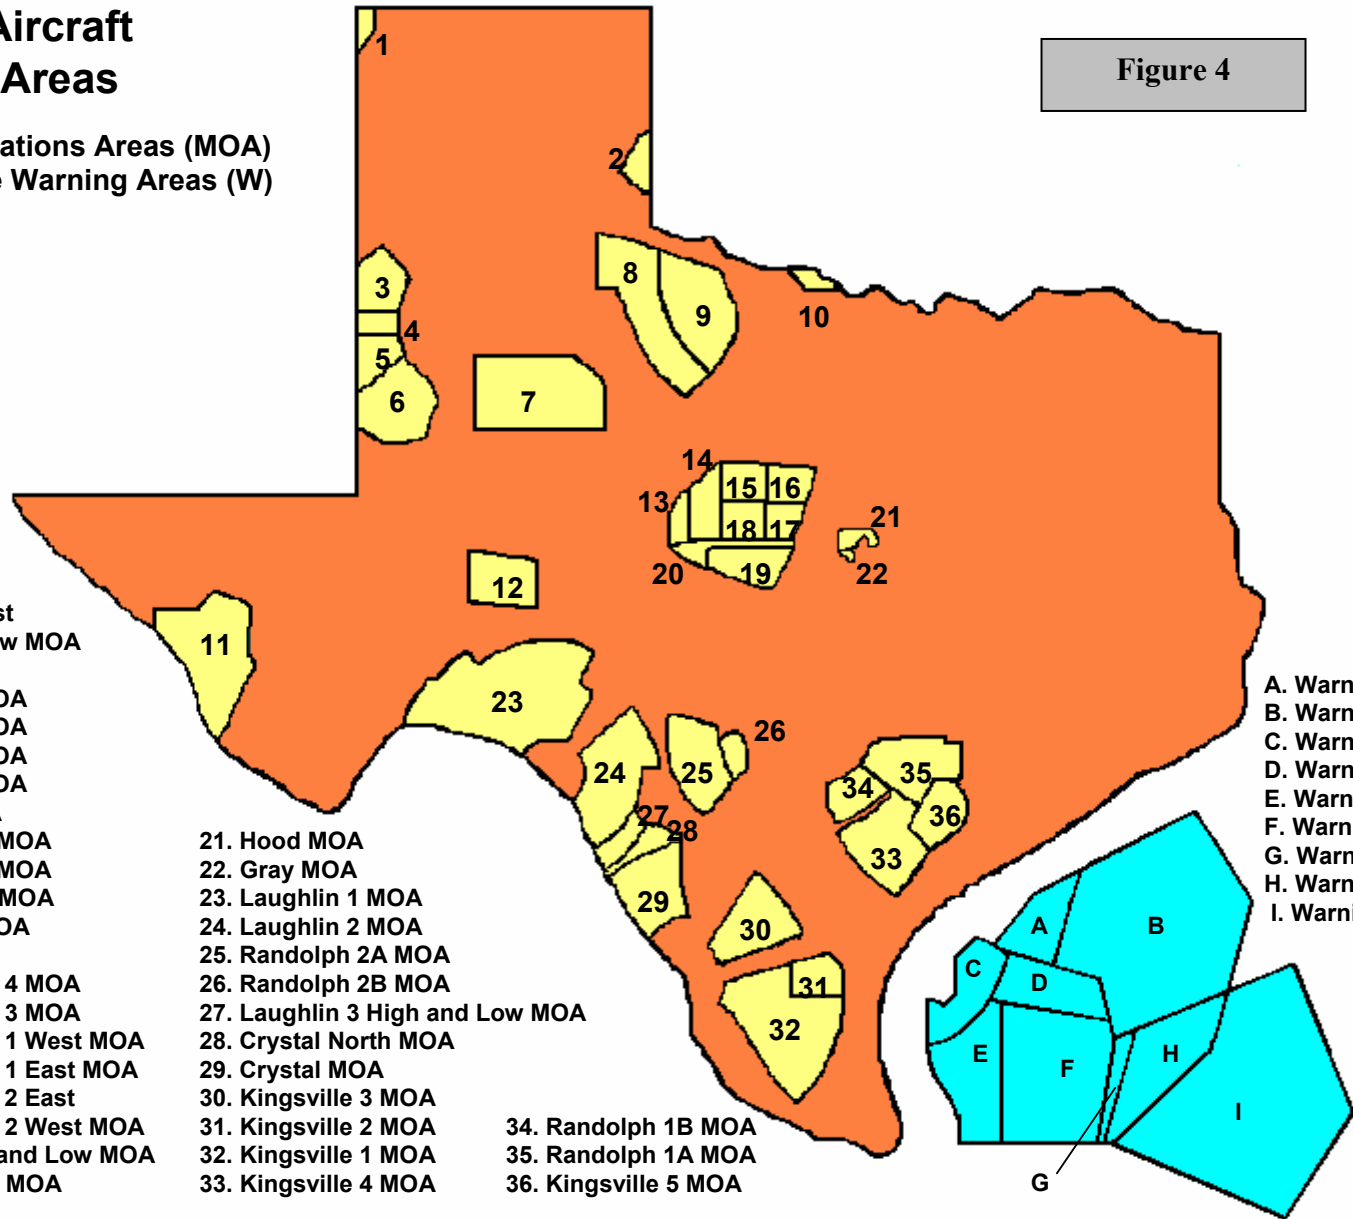 Aircraft
Areas
Figure 4
ations Areas (MOA)
Warning Areas (W)
1
2
3
4
5
6
7
8
9
10
11
12
13
14
15
16
17
18
19
20
21
22
23
24
25
26
27
28
29
30
31
32
33
34
35
36
st
w MOA
OA
OA
OA
OA
A
MOA
MOA
MOA
OA
4 MOA
3 MOA
1 West MOA
1 East MOA
2 East
2 West MOA
and Low MOA
MOA
21. Hood MOA
22. Gray MOA
23. Laughlin 1 MOA
24. Laughlin 2 MOA
25. Randolph 2A MOA
26. Randolph 2B MOA
27. Laughlin 3 High and Low MOA
28. Crystal North MOA
29. Crystal MOA
30. Kingsville 3 MOA
31. Kingsville 2 MOA
32. Kingsville 1 MOA
33. Kingsville 4 MOA
34. Randolph 1B MOA
35. Randolph 1A MOA
36. Kingsville 5 MOA
A. Warn
B. Warn
C. Warn
D. Warn
E. Warn
F. Warn
G. Warn
H. Warn
I. Warni
A
B
C
D
E
F
G
H
I